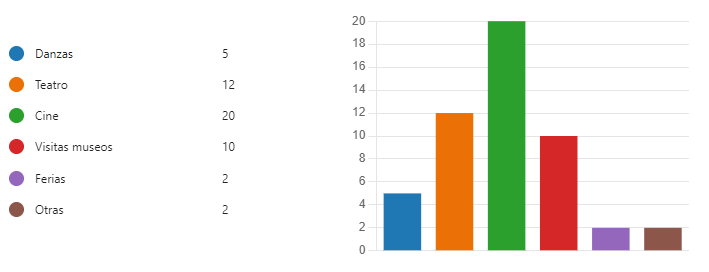 Danzas 5
Teatro 12
Cine 20
Visitas museos 10
Ferias 2
Otras 2
20
18
16
14
12
10
8
6
4
2
0